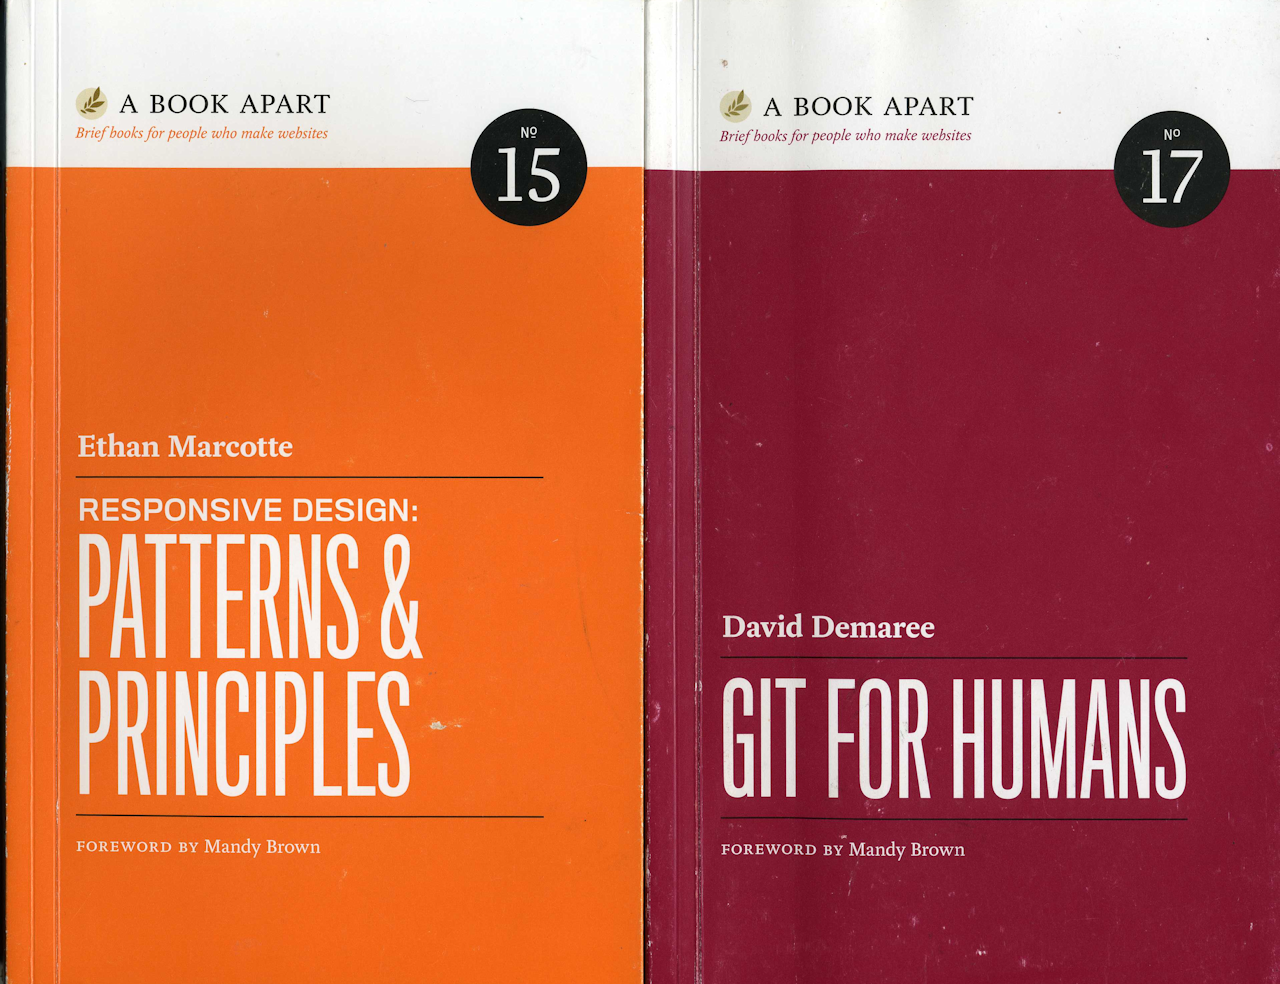 A BOOK APART
Brief books for people who make websites
Nº
15
Ethan Marcotte
RESPONSIVE DESIGN:
PATTERNS &
PRINCIPLES
FOREWORD BY Mandy Brown
A BOOK APART
Brief books for people who make websites
Nº
17
David Demaree
GIT FOR HUMANS
FOREWORD BY Mandy Brown